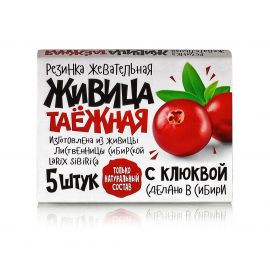 Резинка жевательная
Живица
таёжная
Изготовлена из живицы
лиственницы сибирской
Larix Sibirica
5 штук
только
натуральный
состав
с клюквой
Сделано в Сибири